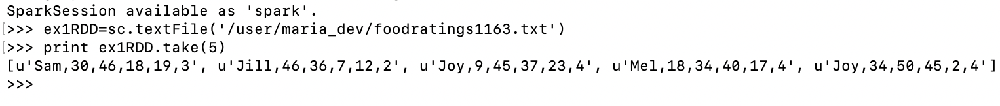 SparkSession available as 'spark'.
[>>> ex1RDD=sc.textFile('/user/maria_dev/foodratings1163.txt')
[>>> print ex1RDD.take(5)
[u'Sam,30,46,18,19,3', u'Jill,46,36,7,12,2', u'Joy,9,45,37,23,4', u'Mel,18,34,40,17,4', u'Joy,34,50,45,2,4']
>>>